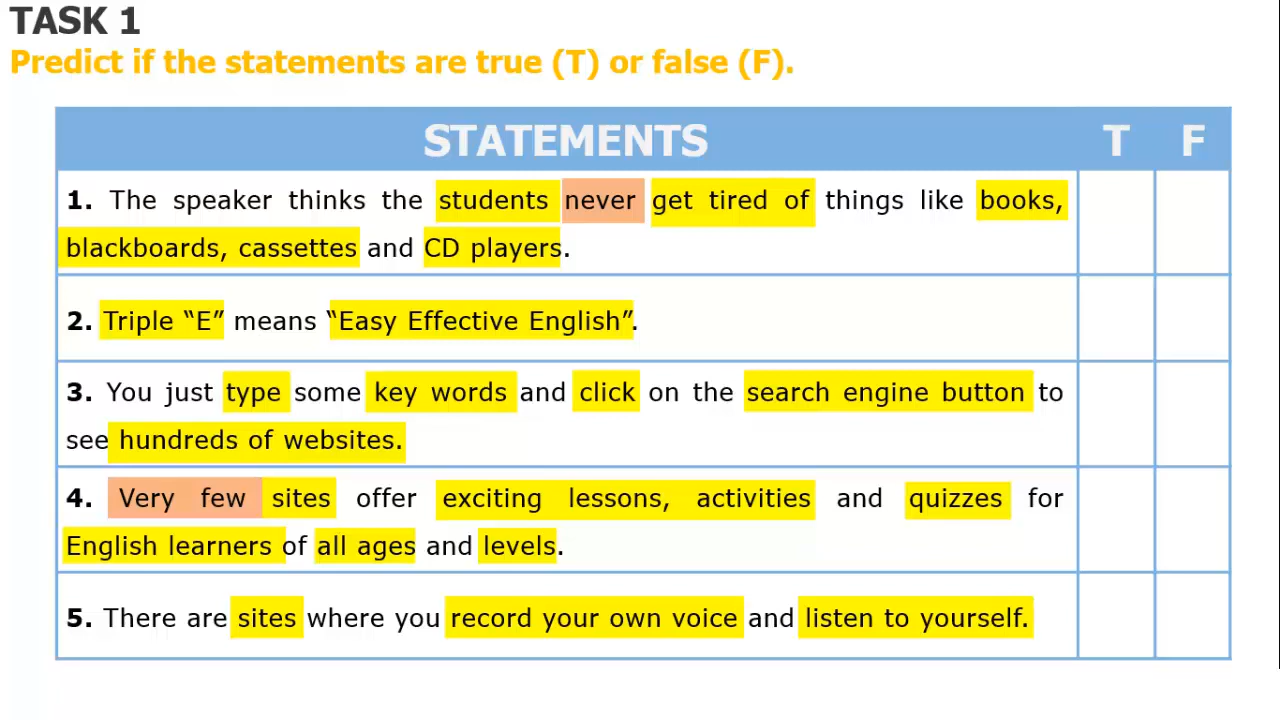 TASK 1
Predict if the statements are true (T) or false (F).
STATEMENTS T F
1. The speaker thinks the students never get tired of things like books,
blackboards, cassettes and CD players.
2. Triple “E” means “Easy Effective English”.
3. You just type some key words and click on the search engine button to
see hundreds of websites.
4. Very few sites offer exciting lessons, activities and quizzes for
English learners of all ages and levels.
5. There are sites where you record your own voice and listen to yourself.